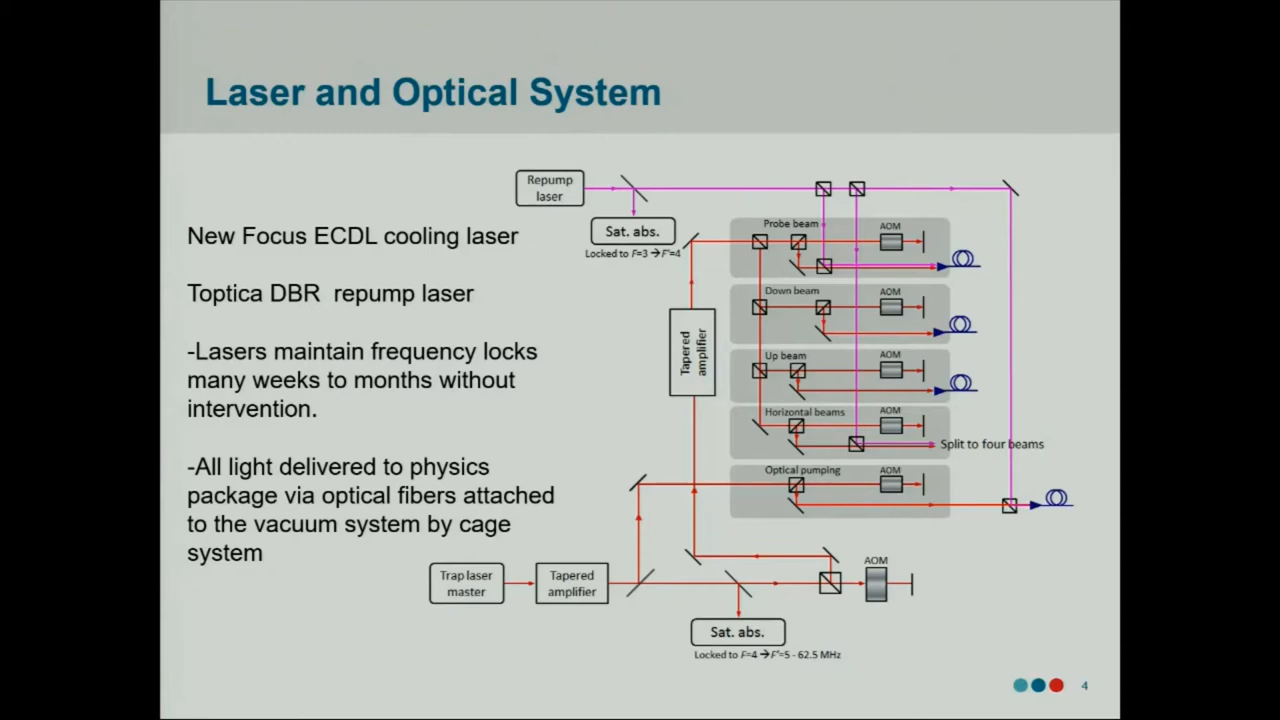 Laser and Optical System
New Focus ECDL cooling laser
Toptica DBR  repump laser
-Lasers maintain frequency locks
many weeks to months without
intervention.
-All light delivered to physics
package via optical fibers attached
to the vacuum system by cage
system
Repump
laser
Sat. abs.
Locked to F=3 →F'=4
Tapered
amplifier
Probe beam
AOM
Down beam
AOM
Up beam
AOM
Horizontal beams
AOM
Split to four beams
Optical pumping
AOM
Trap laser
master
Tapered
amplifier
AOM
Sat. abs.
Locked to F=4 →F'=5 - 62.5 MHz
4